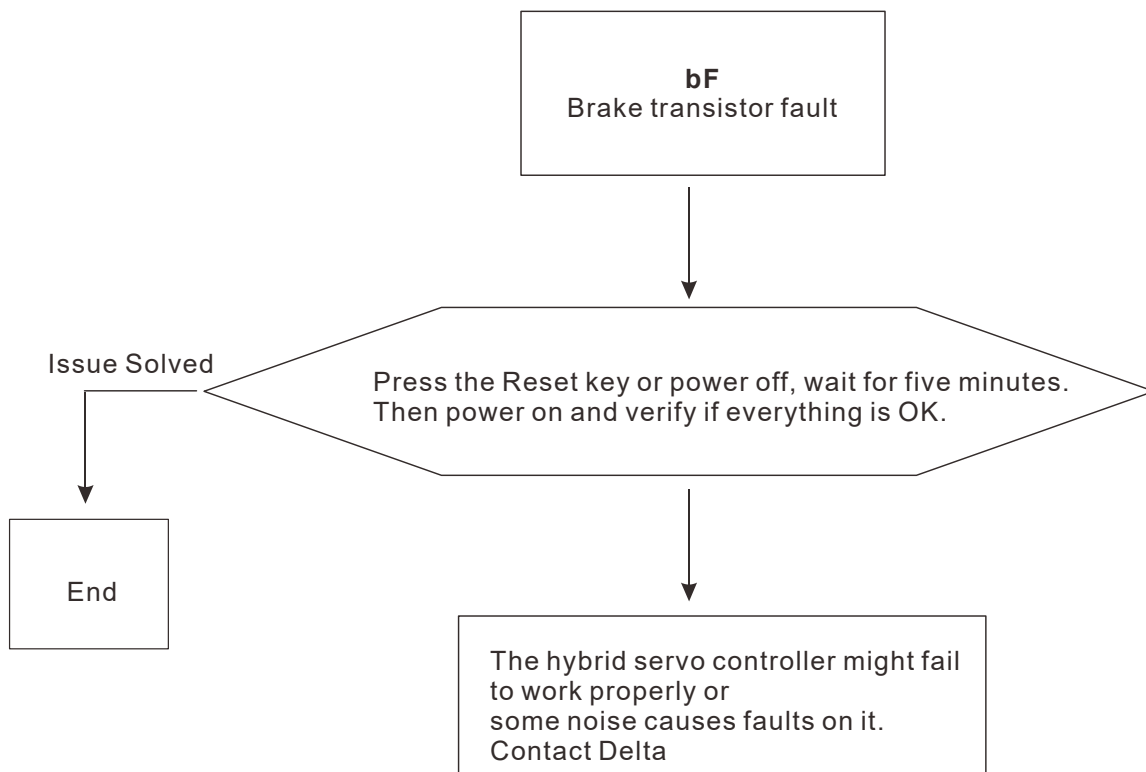 bF
Brake transistor fault
Issue Solved
Press the Reset key or power off, wait for five minutes.
Then power on and verify if everything is OK.
End
The hybrid servo controller might fail
to work properly or
some noise causes faults on it.
Contact Delta